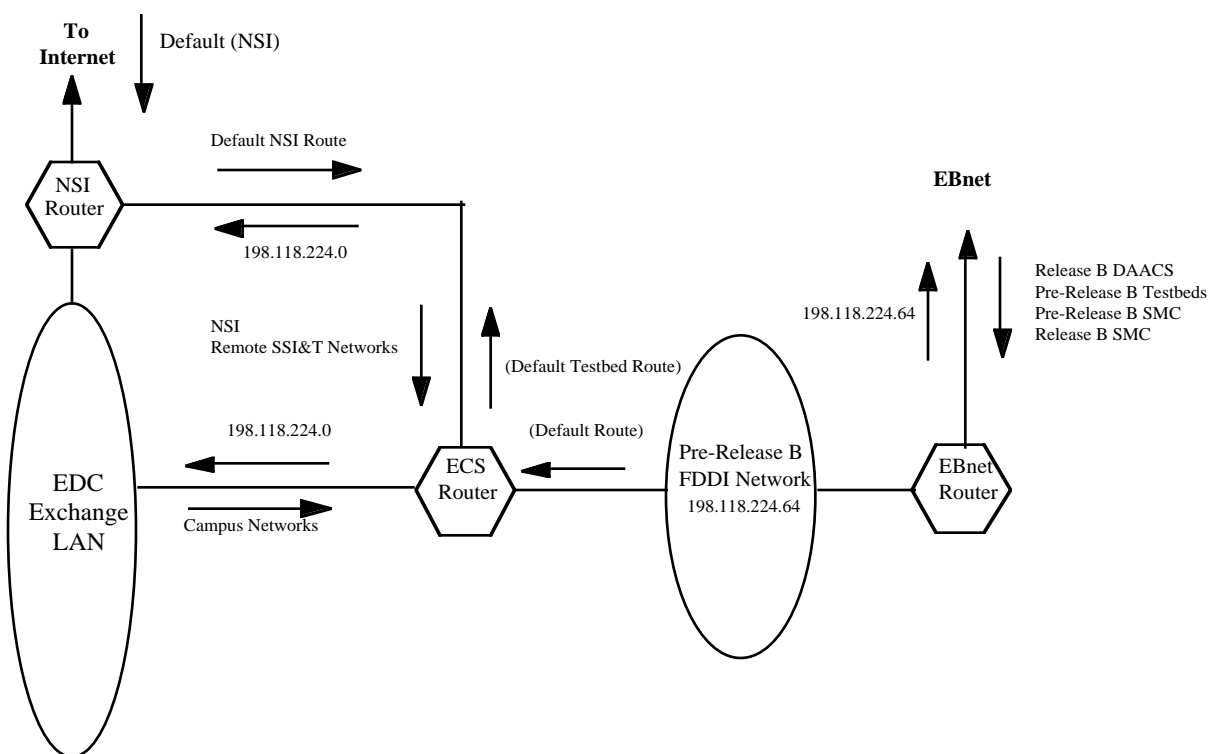 To
Internet
Default (NSI)
Default NSI Route
NSI
Router
198.118.224.0
EBnet
Release B DAACS
Pre-Release B Testbeds
Pre-Release B SMC
Release B SMC
198.118.224.64
NSI
Remote SSI&T Networks
(Default Testbed Route)
198.118.224.0
(Default Route)
EDC
Exchange
LAN
Campus Networks
ECS
Router
Pre-Release B
FDDI Network
198.118.224.64
EBnet
Router